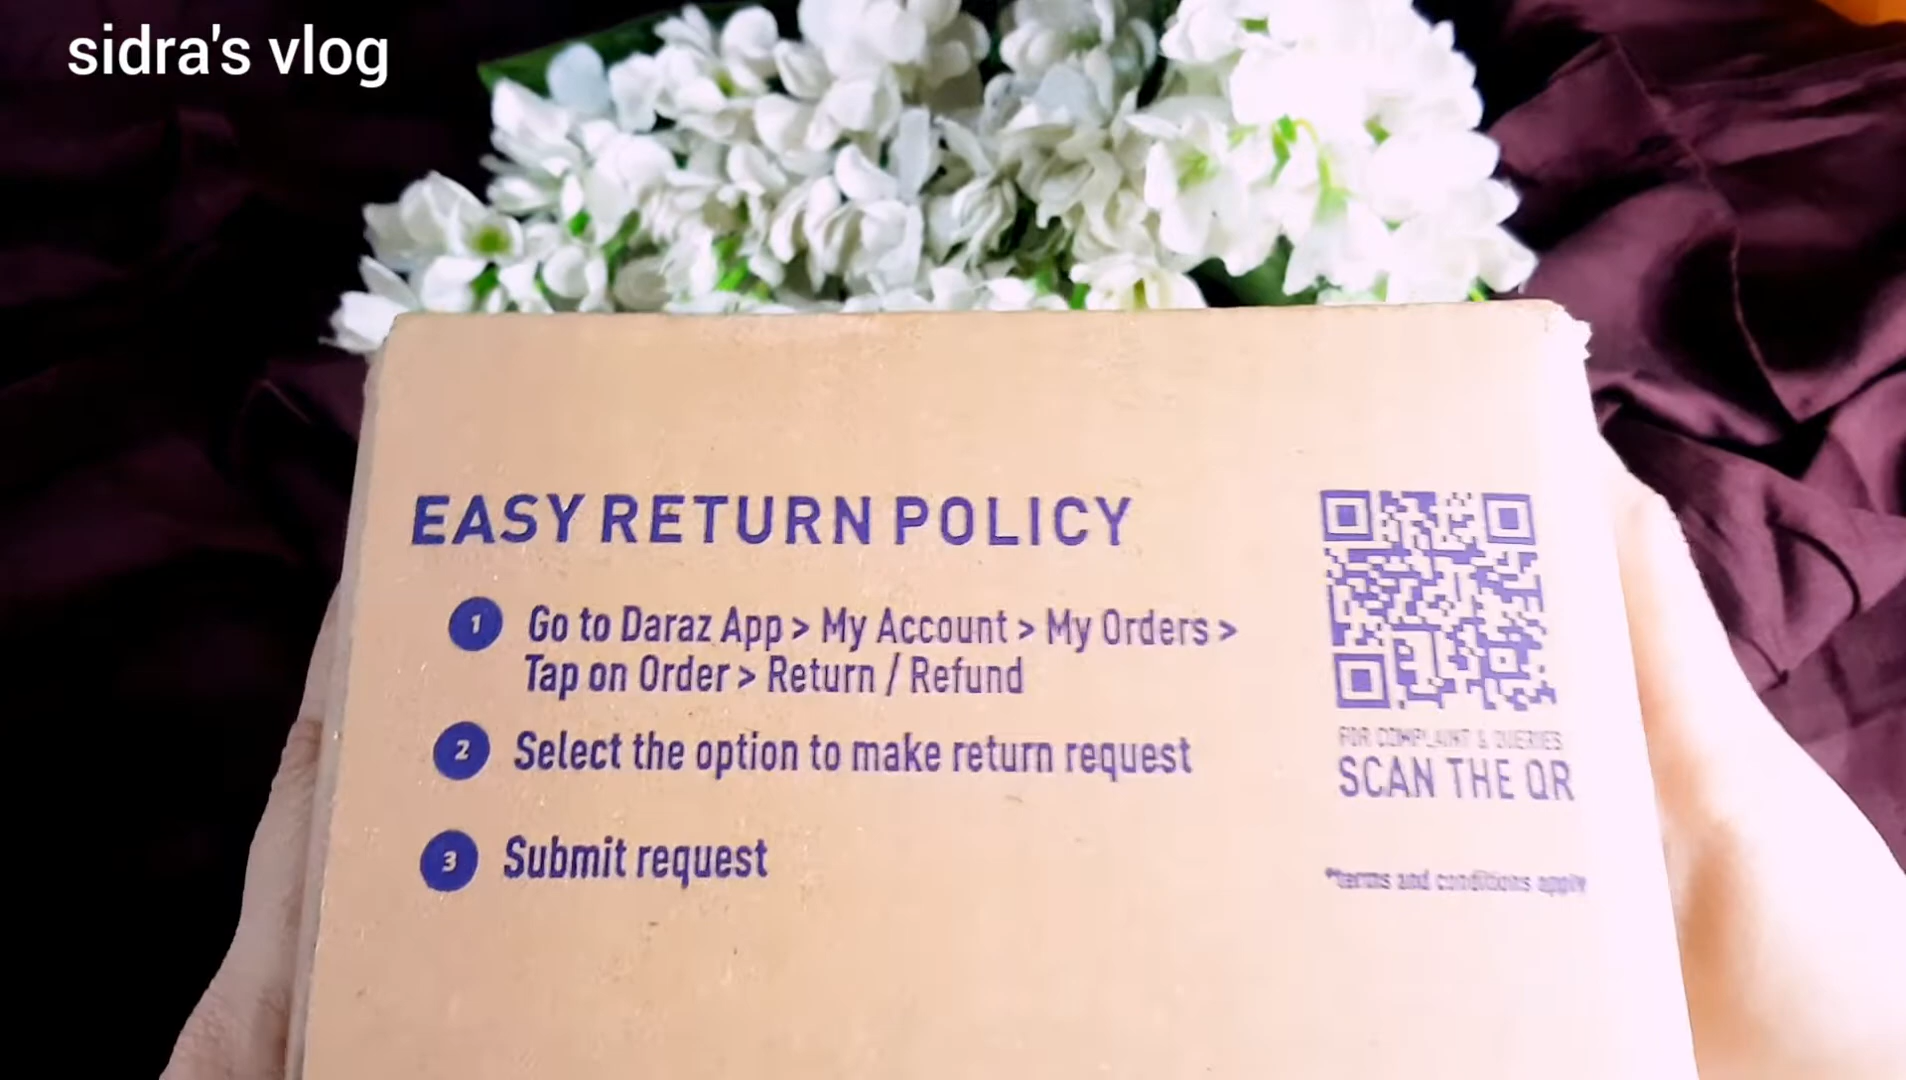 sidra's vlog
EASY RETURN POLICY
1 Go to Daraz App > My Account > My Orders >
Tap on Order > Return / Refund
2 Select the option to make return request
3 Submit request
FOR COMPLAINT & QUERIES
SCAN THE QR
*terms and conditions apply